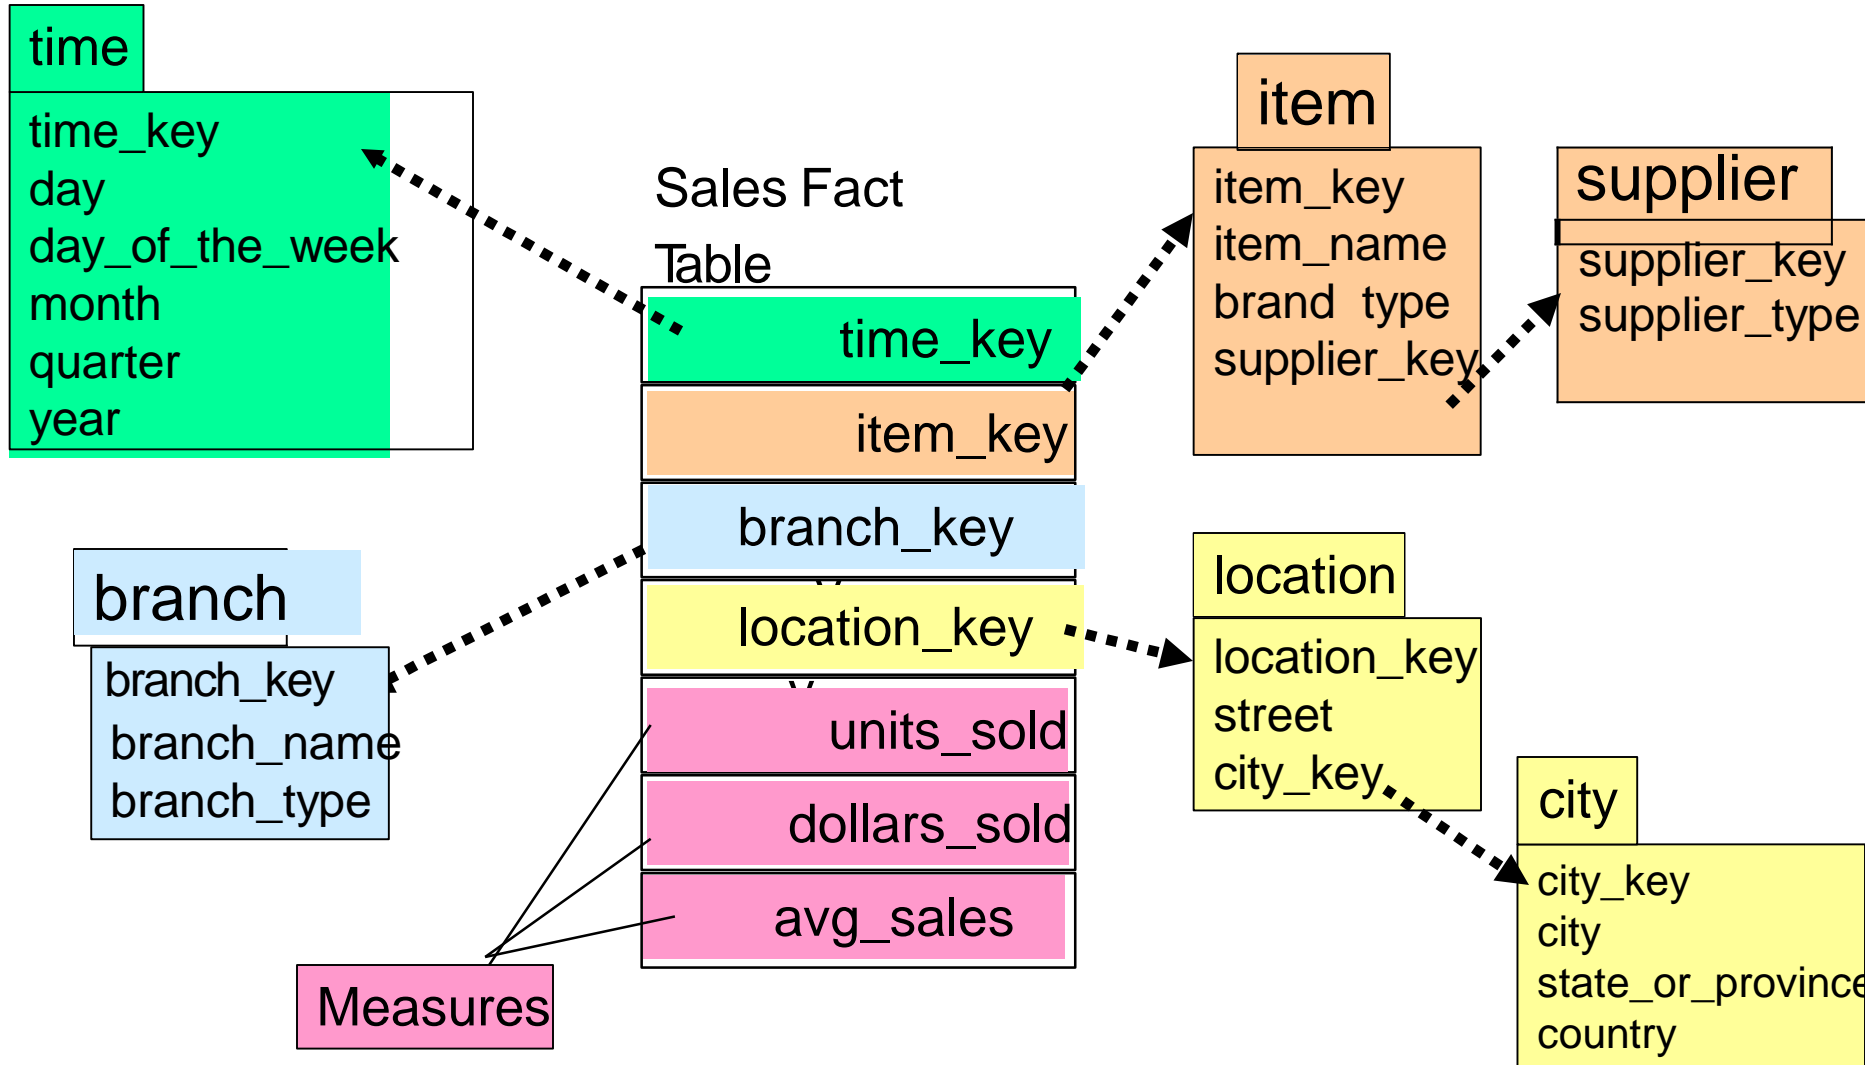 time
time_key
day
day_of_the_week
month
quarter
year
Sales Fact
Table
time_key
item_key
branch_key
location_key
units_sold
dollars_sold
avg_sales
Measures
branch
branch_key
branch_name
branch_type
item
item_key
item_name
brand type
supplier_key
supplier
supplier_key
supplier_type
location
location_key
street
city_key
city
city_key
city
state_or_province
country